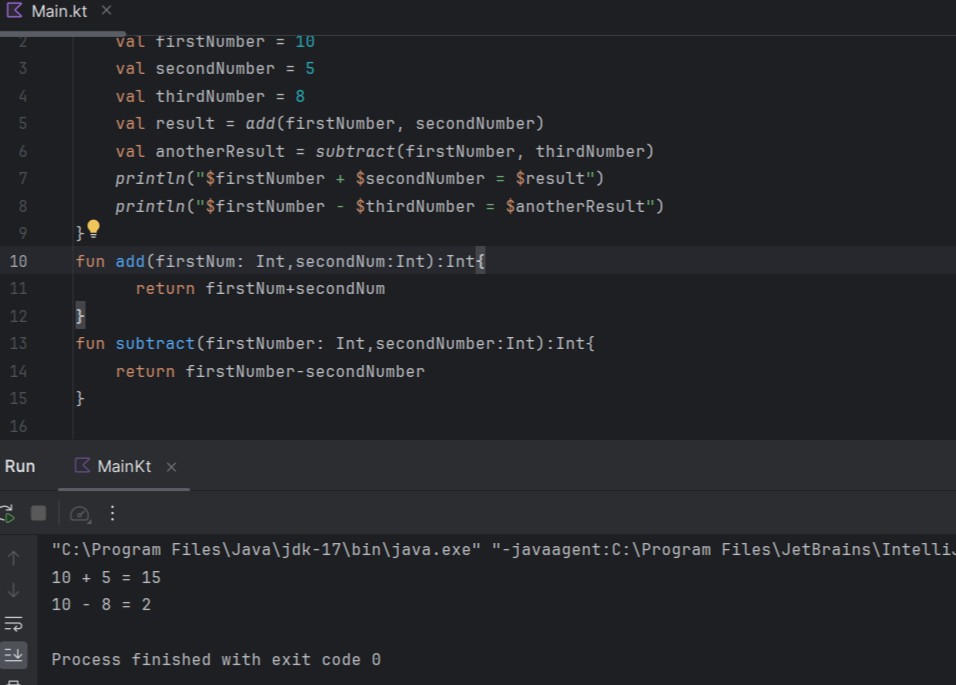 Main.kt ×
2 val firstNumber = 10
3 val secondNumber = 5
4 val thirdNumber = 8
5 val result = add(firstNumber, secondNumber)
6 val anotherResult = subtract(firstNumber, thirdNumber)
7 println("$firstNumber + $secondNumber = $result")
8 println("$firstNumber - $thirdNumber = $anotherResult")
9 }
10 fun add(firstNum: Int,secondNum:Int):Int{
11 return firstNum+secondNum
12 }
13 fun subtract(firstNumber: Int,secondNumber:Int):Int{
14 return firstNumber-secondNumber
15 }
16
Run MainKt ×
"C:\Program Files\Java\jdk-17\bin\java.exe" "-javaagent:C:\Program Files\JetBrains\IntelliJ
10 + 5 = 15
10 - 8 = 2
Process finished with exit code 0